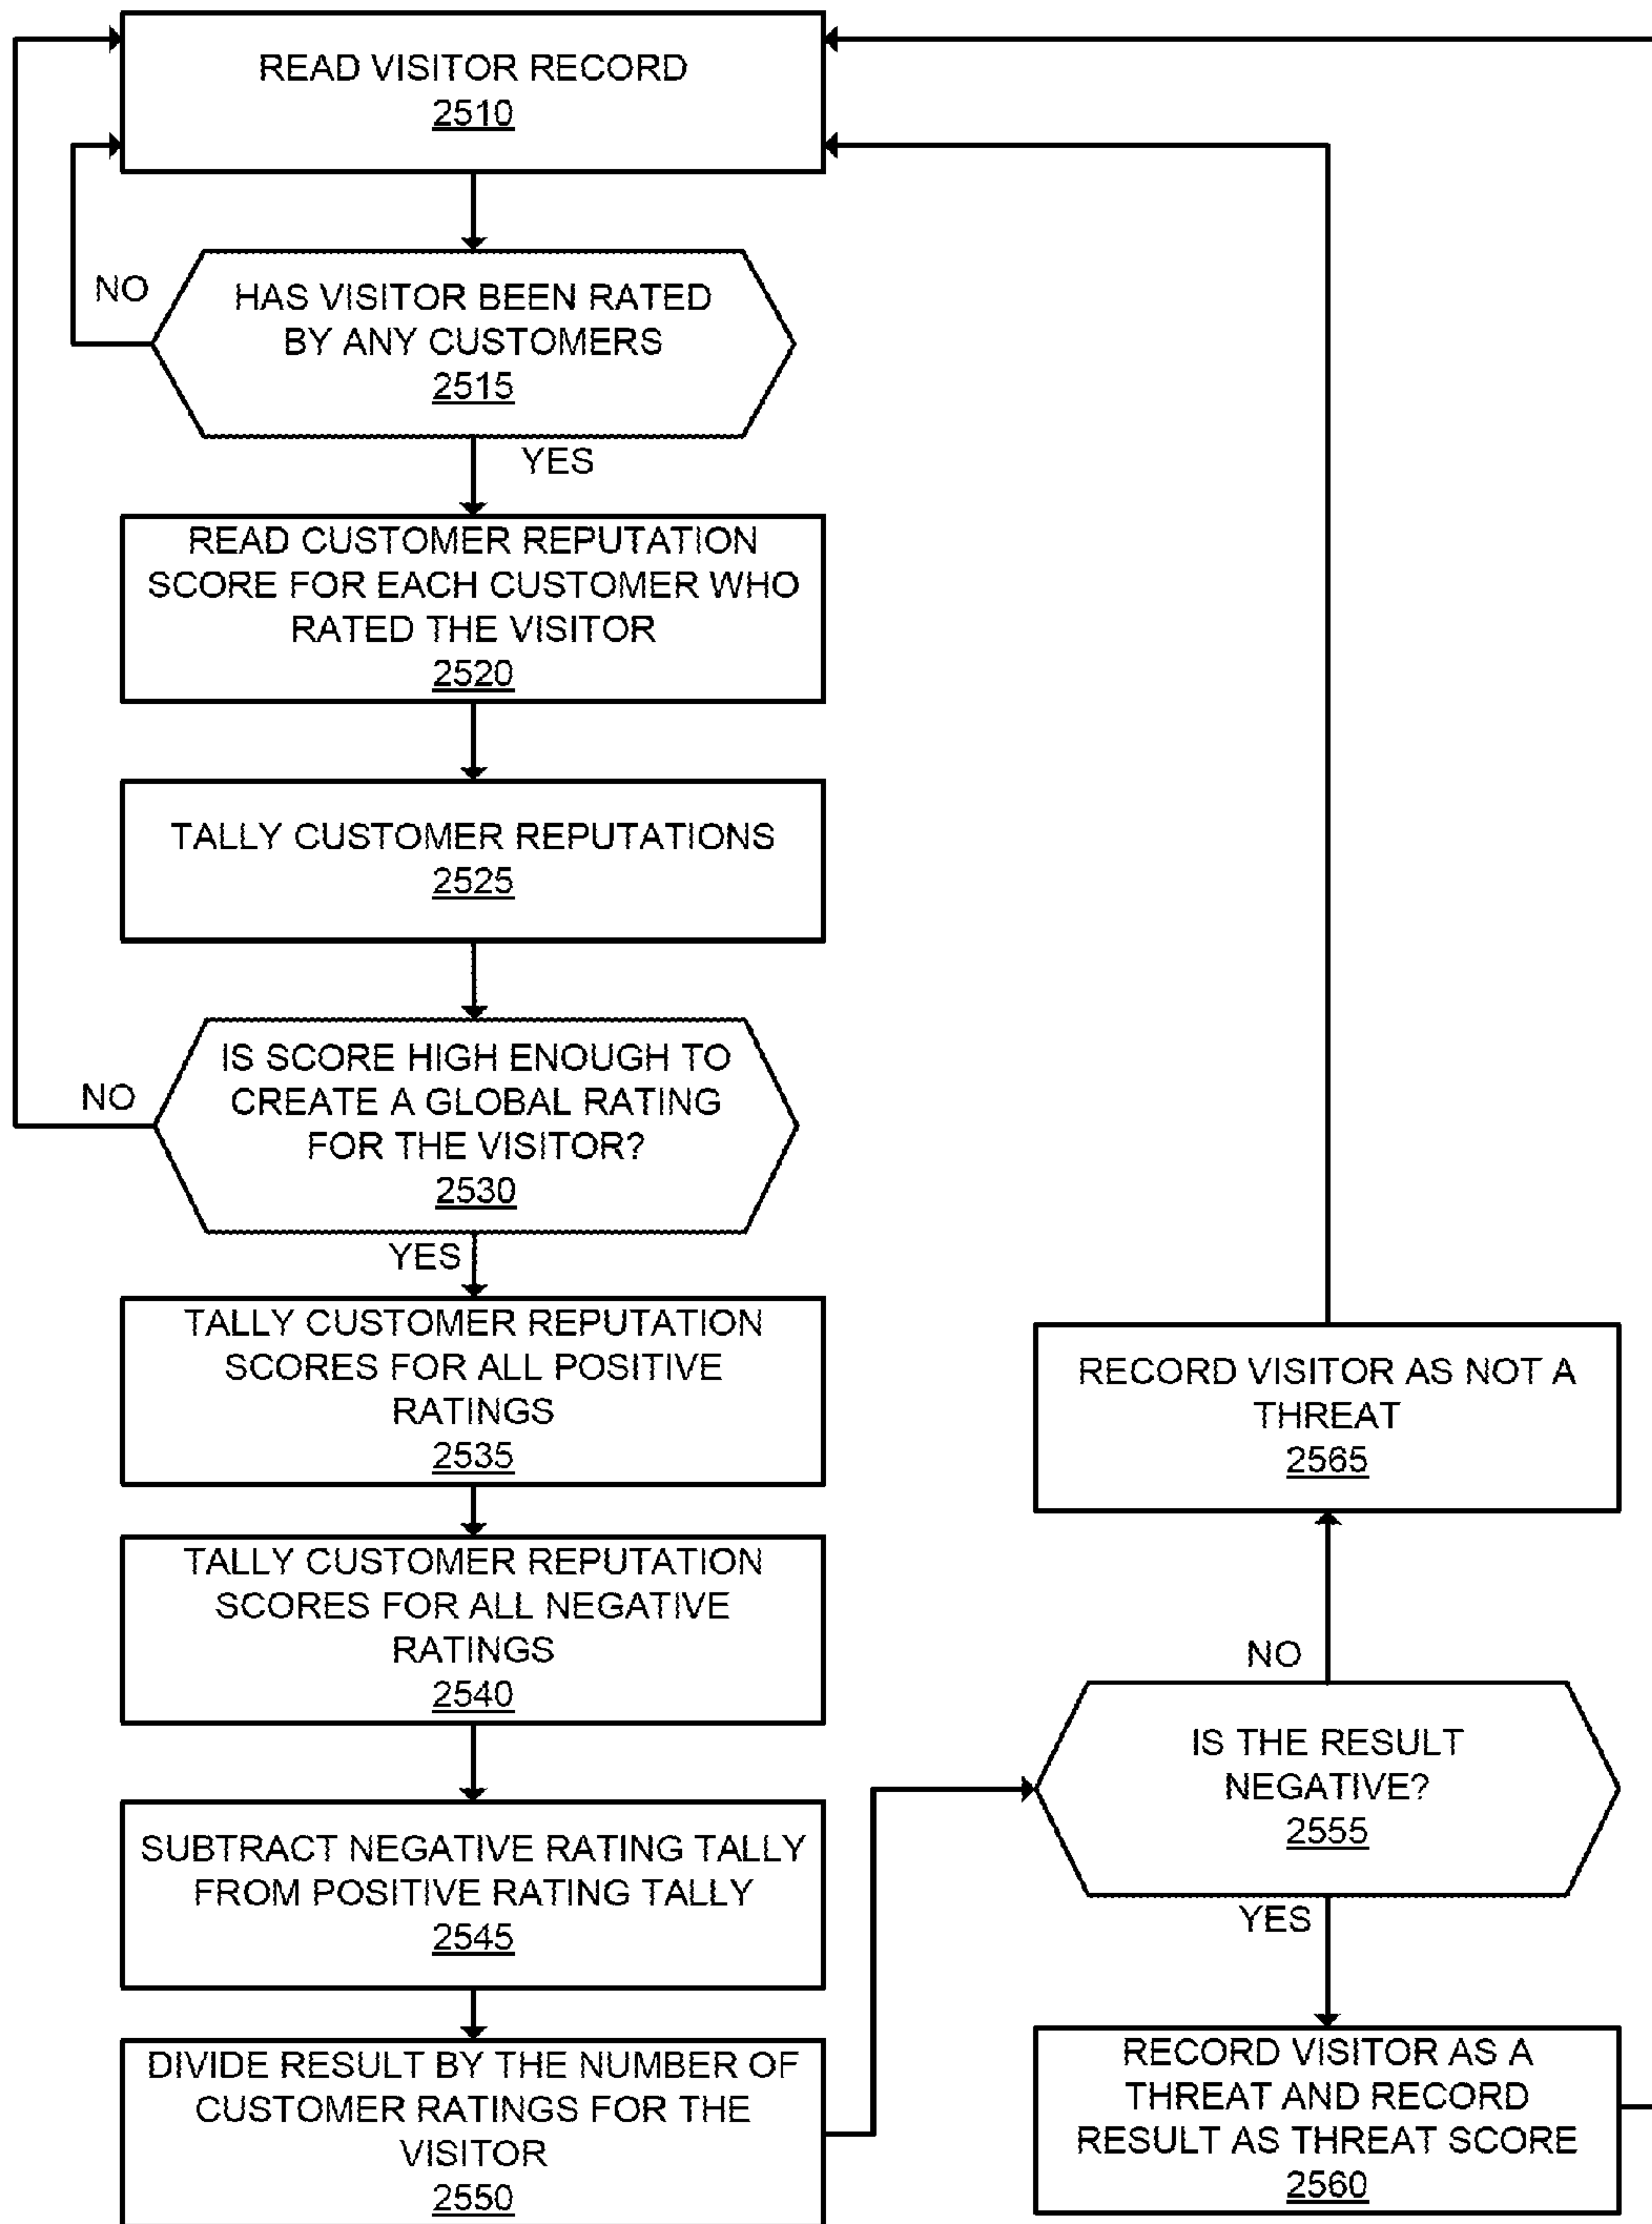 READ VISITOR RECORD
2510
NO
HAS VISITOR BEEN RATED
BY ANY CUSTOMERS
2515
YES
READ CUSTOMER REPUTATION
SCORE FOR EACH CUSTOMER WHO
RATED THE VISITOR
2520
TALLY CUSTOMER REPUTATIONS
2525
IS SCORE HIGH ENOUGH TO
CREATE A GLOBAL RATING
FOR THE VISITOR?
2530
NO
YES
TALLY CUSTOMER REPUTATION
SCORES FOR ALL POSITIVE
RATINGS
2535
TALLY CUSTOMER REPUTATION
SCORES FOR ALL NEGATIVE
RATINGS
2540
SUBTRACT NEGATIVE RATING TALLY
FROM POSITIVE RATING TALLY
2545
DIVIDE RESULT BY THE NUMBER OF
CUSTOMER RATINGS FOR THE
VISITOR
2550
RECORD VISITOR AS NOT A
THREAT
2565
NO
IS THE RESULT
NEGATIVE?
2555
YES
RECORD VISITOR AS A
THREAT AND RECORD
RESULT AS THREAT SCORE
2560